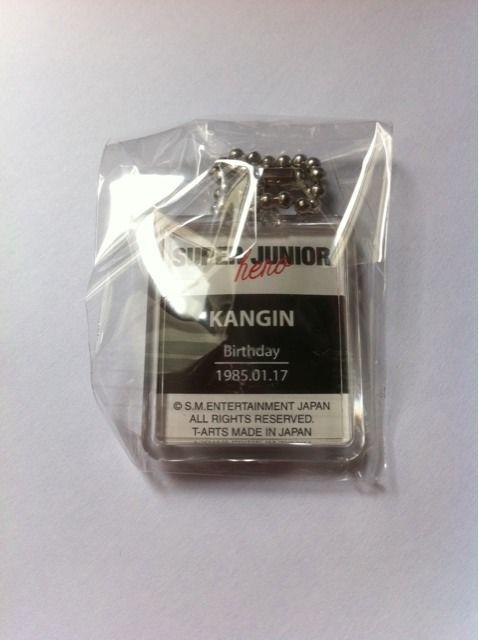 SUPER JUNIOR
hero
KANGIN
Birthday
1985.01.17
© S.M.ENTERTAINMENT JAPAN
ALL RIGHTS RESERVED.
T-ARTS MADE IN JAPAN